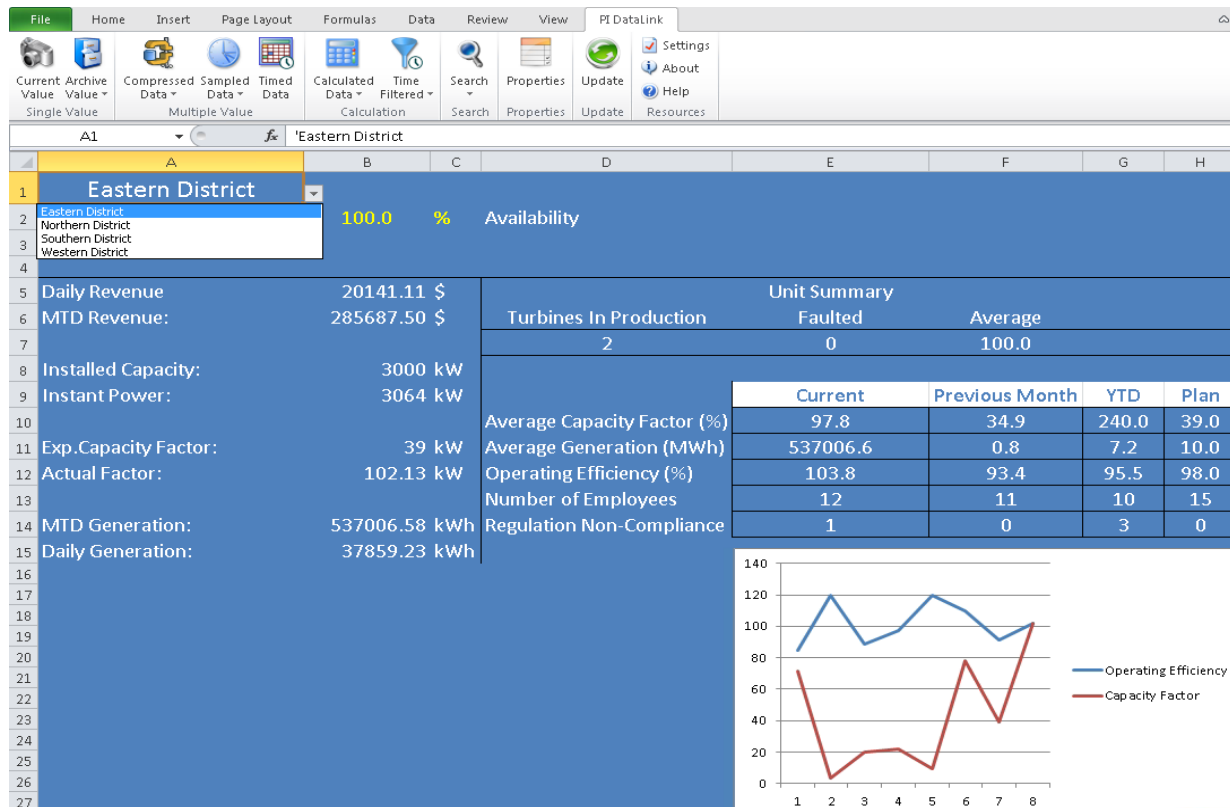 File Home Insert Page Layout Formulas Data Review View PI DataLink
Current Value Archive Value Compressed Data Sampled Data Timed Data Calculated Data Time Filtered Search Properties Update Settings
About
Help
Single Value Multiple Value Calculation Search Properties Update Resources
A1 fx 'Eastern District
A B C D E F G H
1 Eastern District
Eastern District
Northern District
Southern District
Western District
2 100.0 % Availability
3
4
5 Daily Revenue 20141.11 $ Unit Summary
6 MTD Revenue: 285687.50 $ Turbines In Production Faulted Average
7 2 0 100.0
8 Installed Capacity: 3000 kW
9 Instant Power: 3064 kW Current Previous Month YTD Plan
10 Average Capacity Factor (%) 97.8 34.9 240.0 39.0
11 Exp.Capacity Factor: 39 kW Average Generation (MWh) 537006.6 0.8 7.2 10.0
12 Actual Factor: 102.13 kW Operating Efficiency (%) 103.8 93.4 95.5 98.0
13 Number of Employees 12 11 10 15
14 MTD Generation: 537006.58 kWh Regulation Non-Compliance 1 0 3 0
15 Daily Generation: 37859.23 kWh
16
17
18
19
20
21
22
23
24
25
26
27
140
120
100
80
60
40
20
0
1 2 3 4 5 6 7 8
Operating Efficiency
Capacity Factor